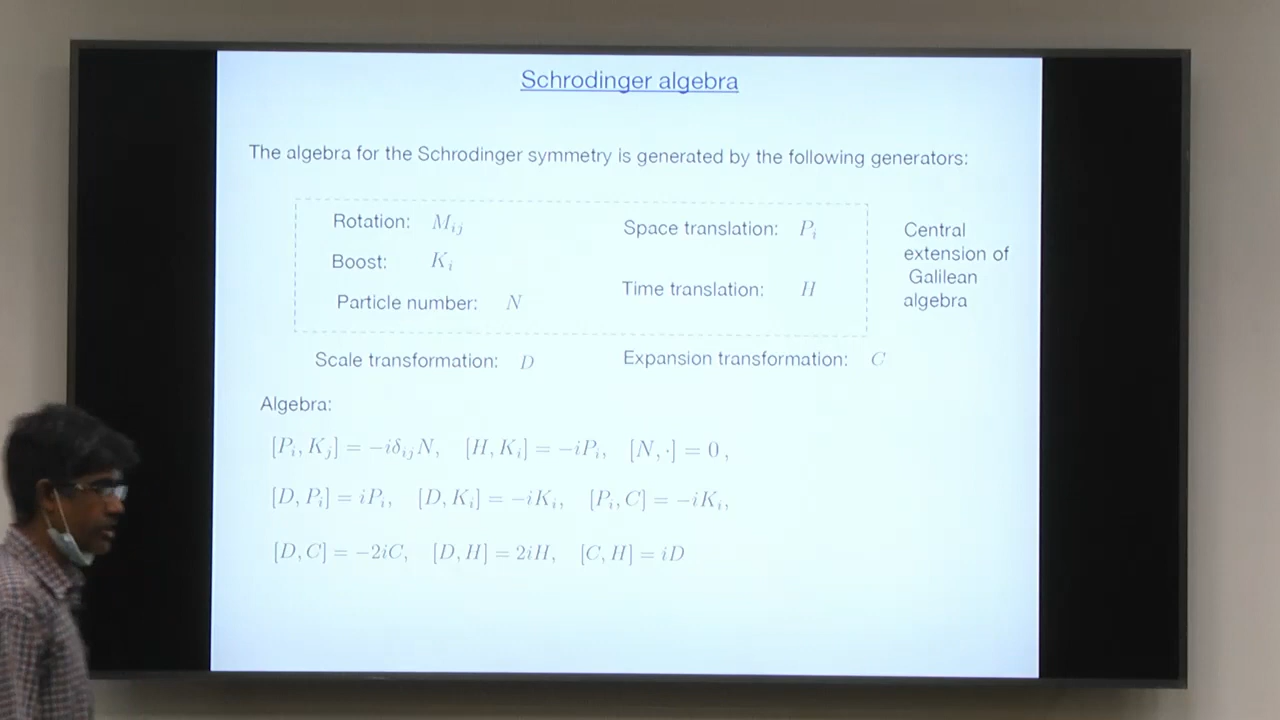 Schrodinger algebra
The algebra for the Schrodinger symmetry is generated by the following generators:
Rotation: M_{ij}
Space translation: P_i
Boost: K_i
Time translation: H
Particle number: N
Central
extension of
Galilean
algebra
Scale transformation: D
Expansion transformation: C
Algebra:
[P_i, K_j] = -iδ_{ij}N, [H, K_i] = -iP_i, [N, ·] = 0 ,
[D, P_i] = iP_i, [D, K_i] = -iK_i, [P_i, C] = -iK_i,
[D, C] = -2iC, [D, H] = 2iH, [C, H] = iD